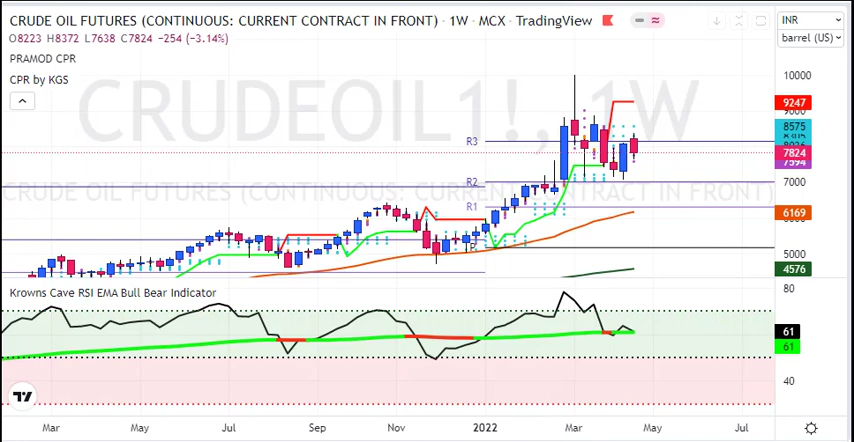 CRUDE OIL FUTURES (CONTINUOUS: CURRENT CONTRACT IN FRONT) · 1W · MCX · TradingView
INR
O8223 H8372 L7638 C7824 −254 (−3.14%)
barrel (US)
PRAMOD CPR
CPR by KGS
CRUDEOIL1!, 1W
CRUDE OIL FUTURES (CONTINUOUS: CURRENT CONTRACT IN FRONT)
10000
9247
9000
8575
R3
7824
7594
R2
7000
R1
6169
6000
P
5000
4576
Krowns Cave RSI EMA Bull Bear Indicator
80
61
61
40
Mar May Jul Sep Nov 2022 Mar May Jul